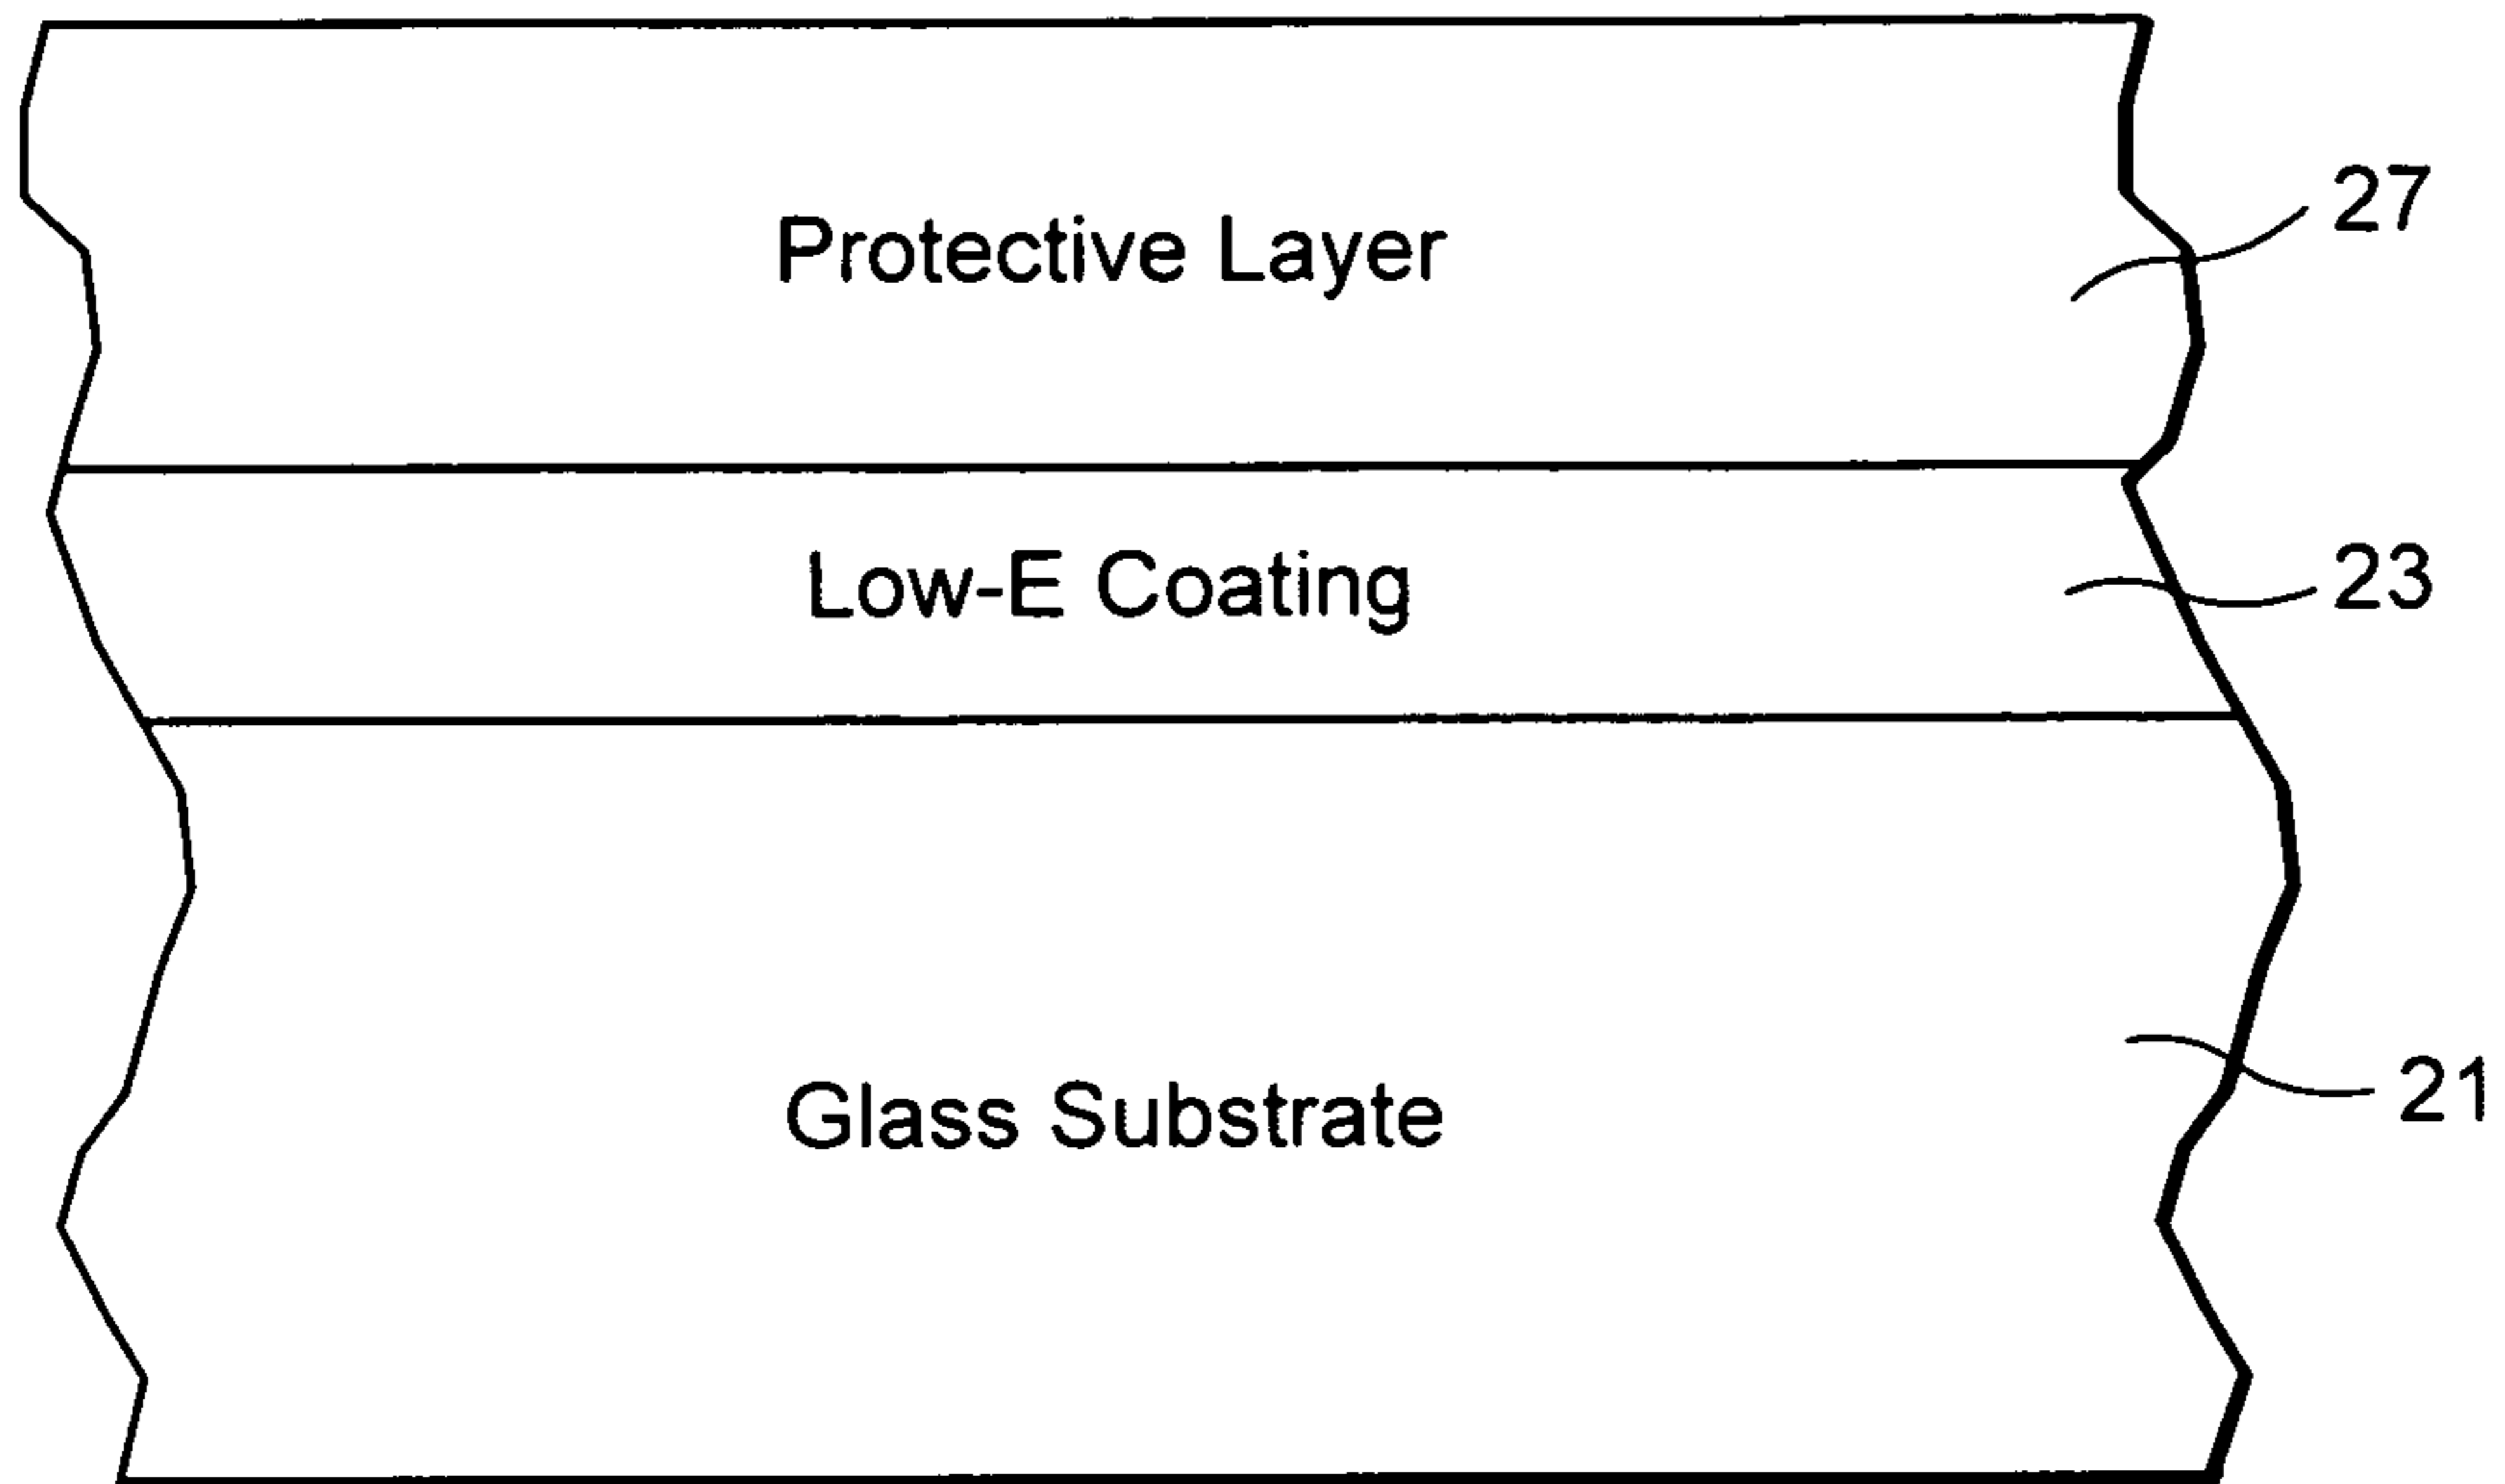 27
Protective Layer
Low-E Coating
23
Glass Substrate
21